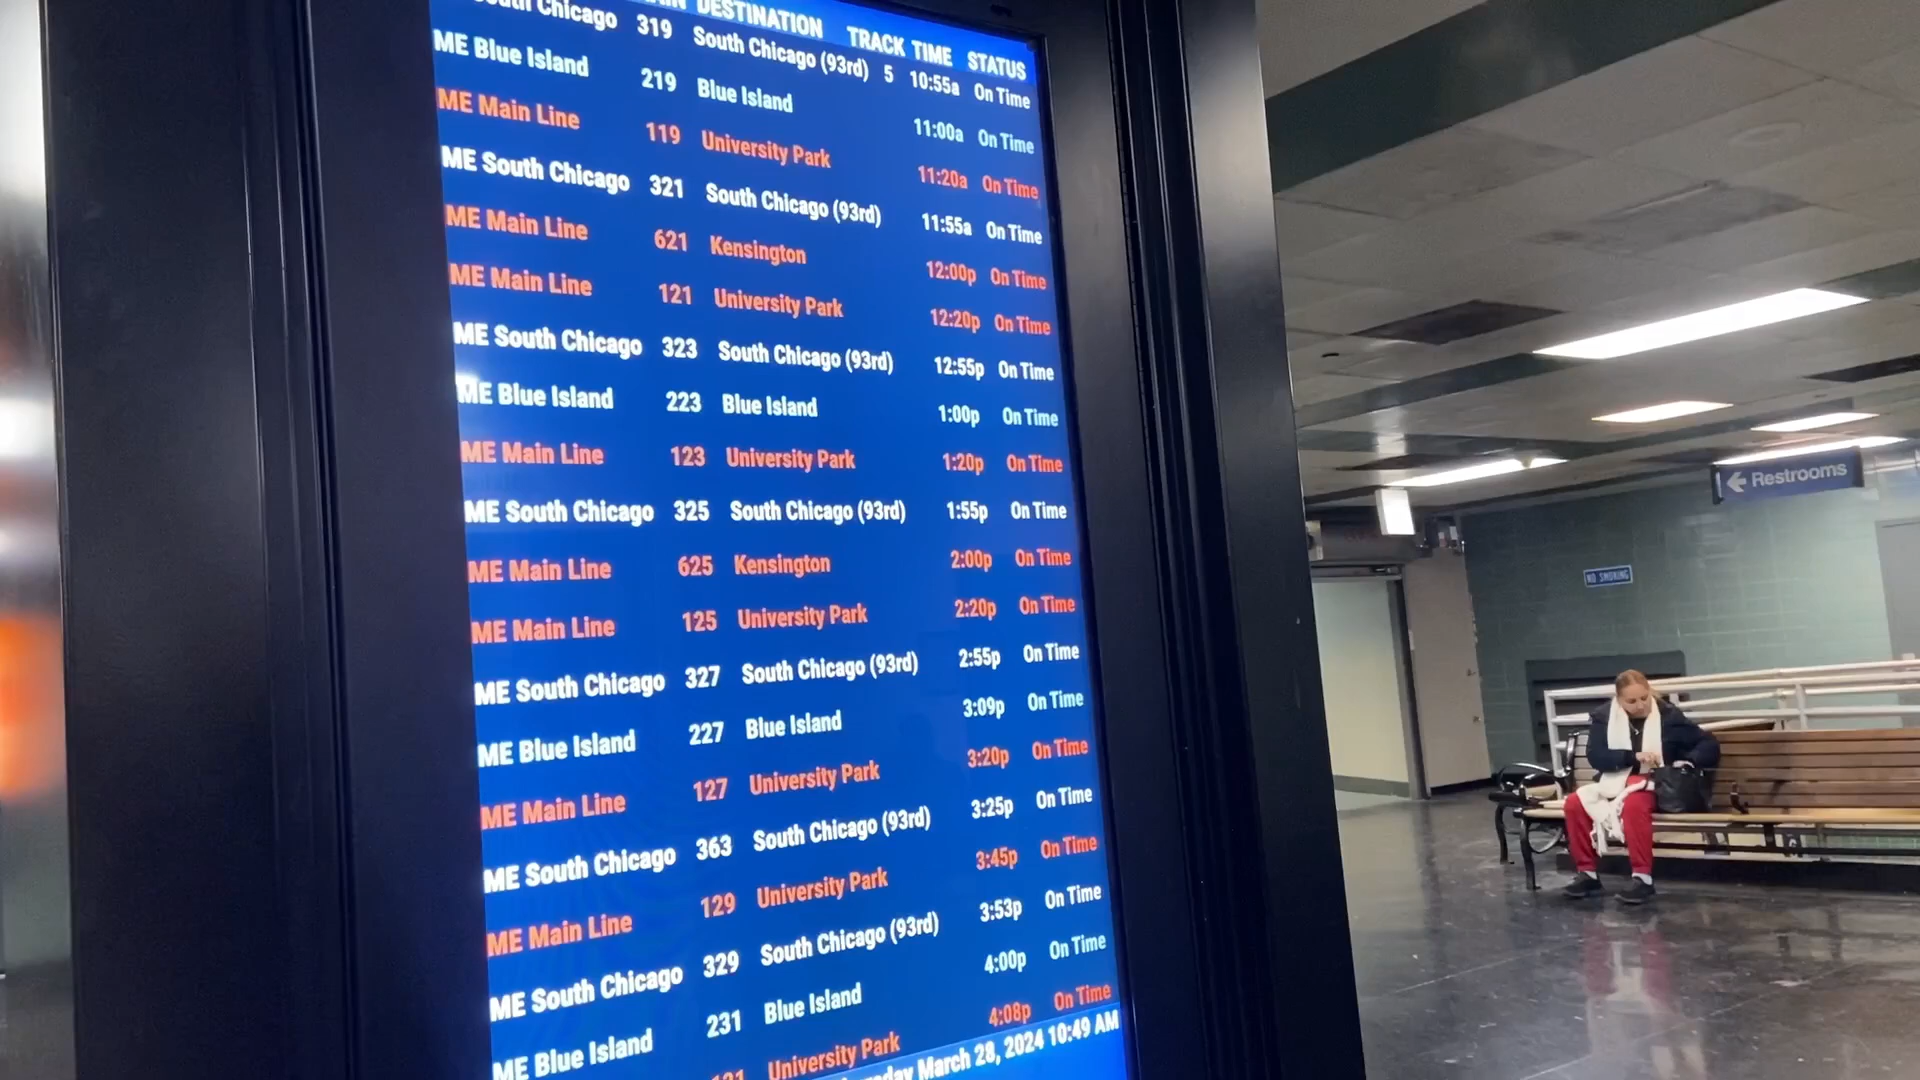 DESTINATION TRACK TIME STATUS
South Chicago 319 South Chicago (93rd) 5 10:55a On Time
ME Blue Island 219 Blue Island 11:00a On Time
ME Main Line 119 University Park 11:20a On Time
ME South Chicago 321 South Chicago (93rd) 11:55a On Time
ME Main Line 621 Kensington 12:00p On Time
ME Main Line 121 University Park 12:20p On Time
ME South Chicago 323 South Chicago (93rd) 12:55p On Time
ME Blue Island 223 Blue Island 1:00p On Time
ME Main Line 123 University Park 1:20p On Time
ME South Chicago 325 South Chicago (93rd) 1:55p On Time
ME Main Line 625 Kensington 2:00p On Time
ME Main Line 125 University Park 2:20p On Time
ME South Chicago 327 South Chicago (93rd) 2:55p On Time
ME Blue Island 227 Blue Island 3:09p On Time
ME Main Line 127 University Park 3:20p On Time
ME South Chicago 363 South Chicago (93rd) 3:25p On Time
ME Main Line 129 University Park 3:45p On Time
ME South Chicago 329 South Chicago (93rd) 3:53p On Time
ME Blue Island 231 Blue Island 4:00p On Time
University Park 4:08p On Time
March 28, 2024 10:49 AM
Restrooms
NO SMOKING